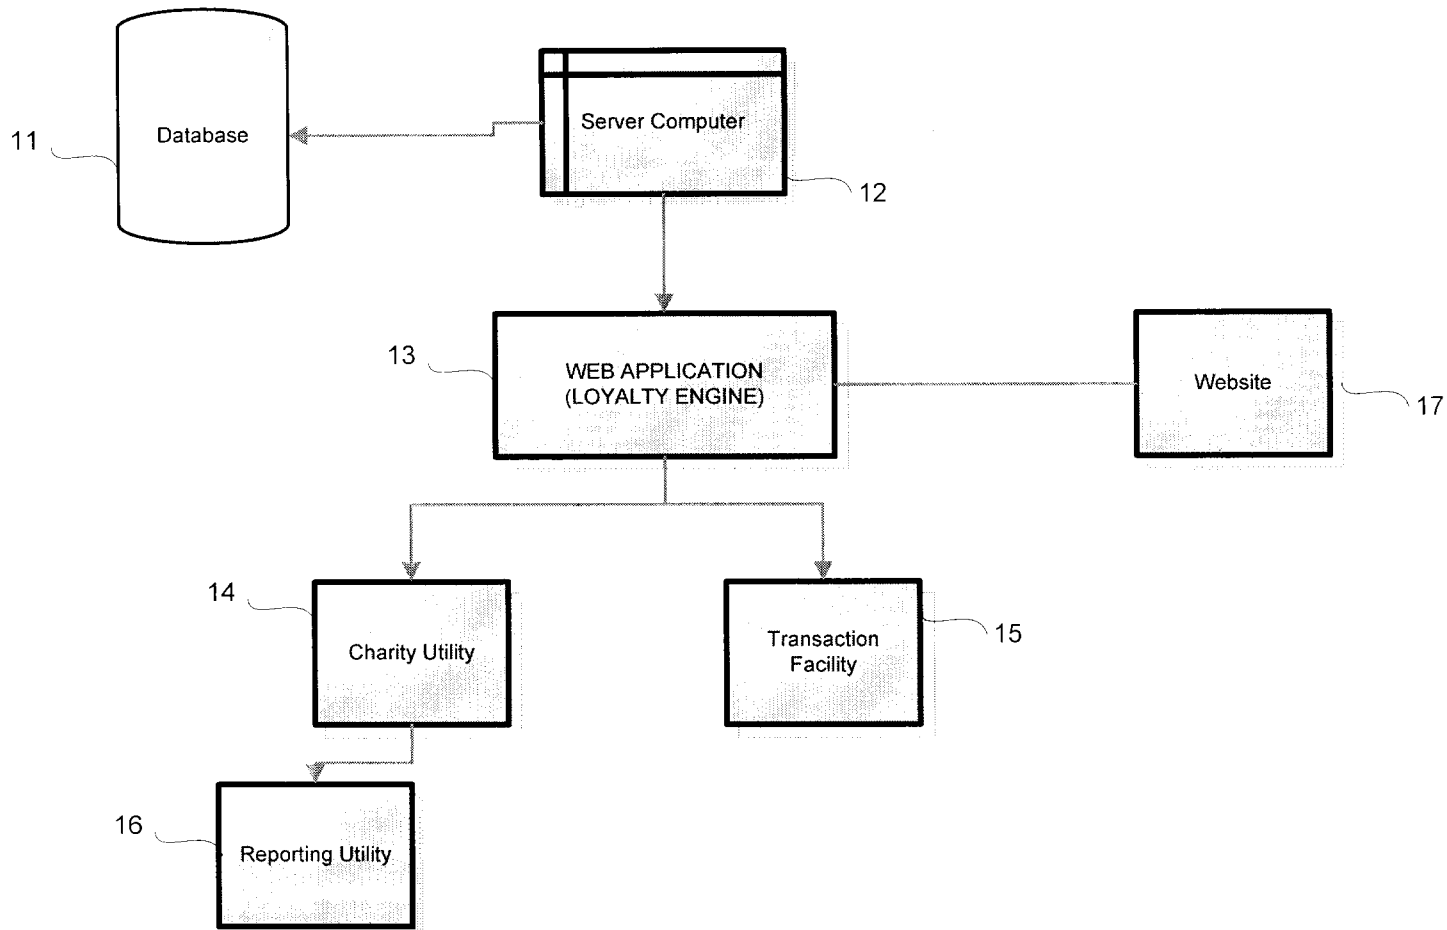 Database
11
Server Computer
12
13
WEB APPLICATION
(LOYALTY ENGINE)
Website
17
14
Charity Utility
Transaction
Facility
15
16
Reporting Utility